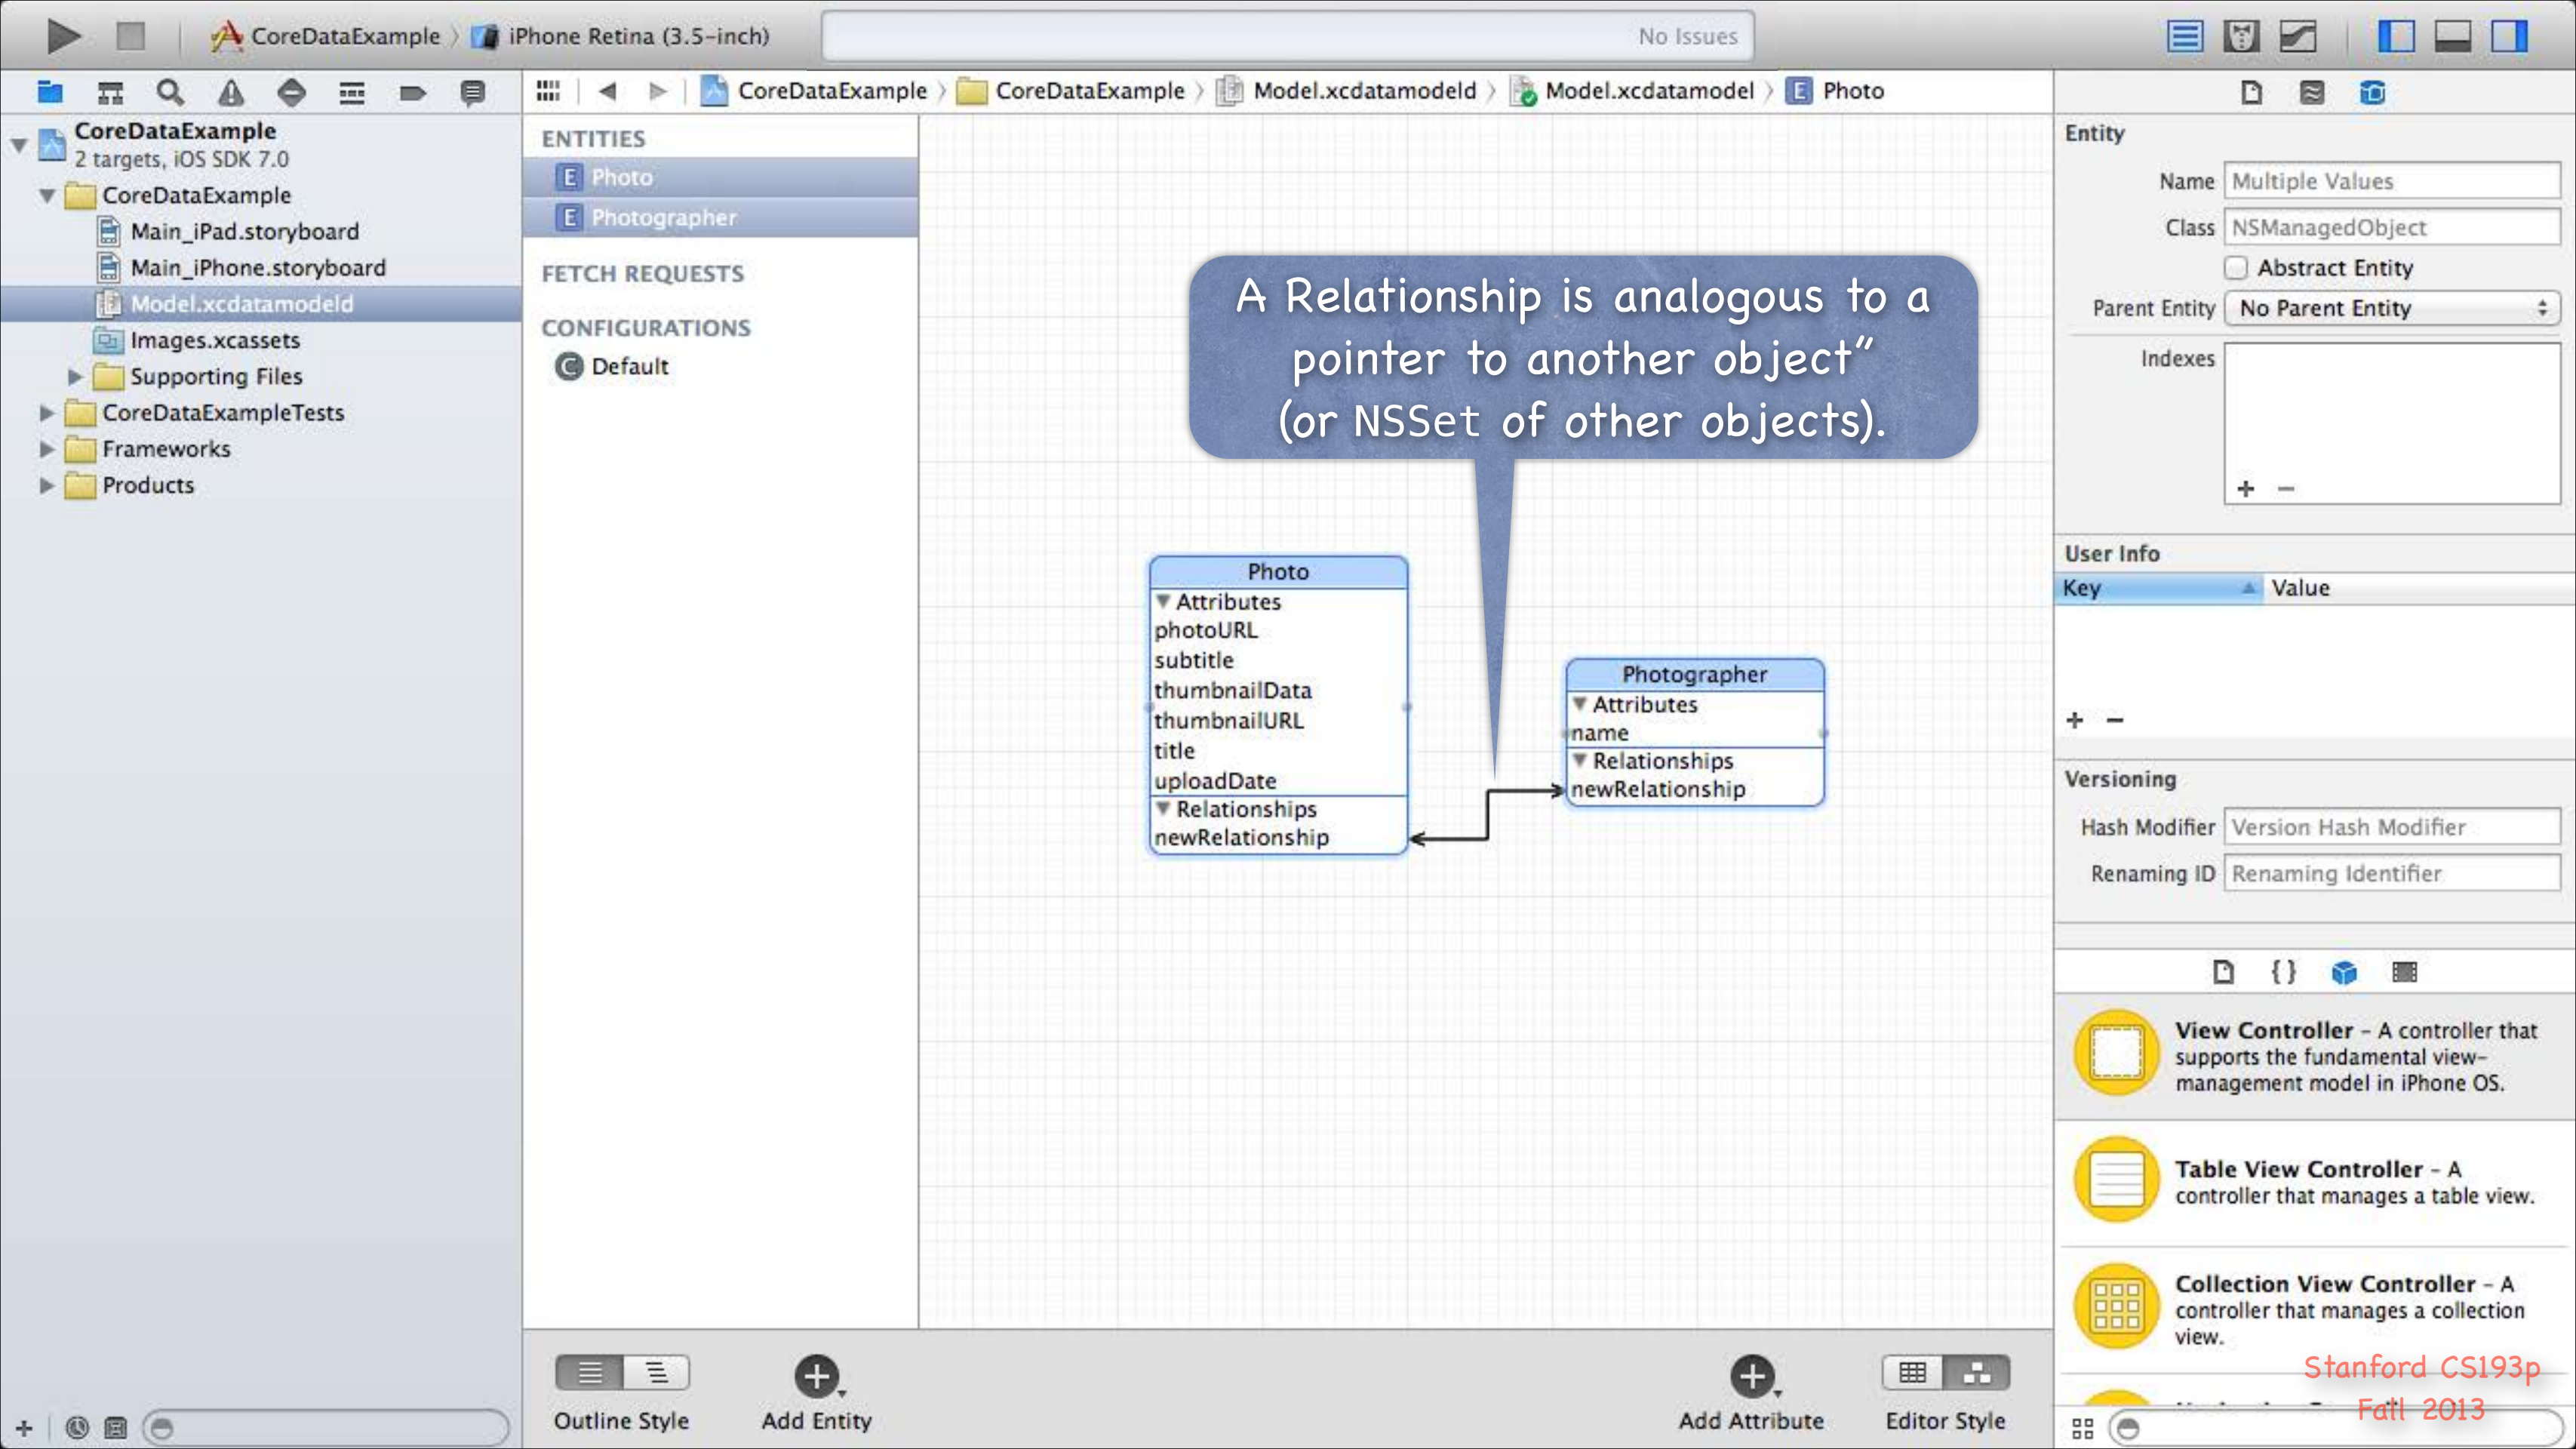 CoreDataExample
iPhone Retina (3.5-inch)
No Issues
CoreDataExample
CoreDataExample
Model.xcdatamodeld
Model.xcdatamodel
E Photo
CoreDataExample
2 targets, iOS SDK 7.0
CoreDataExample
Main_iPad.storyboard
Main_iPhone.storyboard
Model.xcdatamodeld
Images.xcassets
Supporting Files
CoreDataExampleTests
Frameworks
Products
ENTITIES
E Photo
E Photographer
FETCH REQUESTS
CONFIGURATIONS
C Default
A Relationship is analogous to a
pointer to another object”
(or NSSet of other objects).
Photo
Attributes
photoURL
subtitle
thumbnailData
thumbnailURL
title
uploadDate
Relationships
newRelationship
Photographer
Attributes
name
Relationships
newRelationship
Outline Style
Add Entity
Add Attribute
Editor Style
Entity
Name Multiple Values
Class NSManagedObject
Abstract Entity
Parent Entity No Parent Entity
Indexes
User Info
Key Value
Versioning
Hash Modifier Version Hash Modifier
Renaming ID Renaming Identifier
{ }
View Controller – A controller that
supports the fundamental view-
management model in iPhone OS.
Table View Controller – A
controller that manages a table view.
Collection View Controller – A
controller that manages a collection
view.
Stanford CS193p
Fall 2013